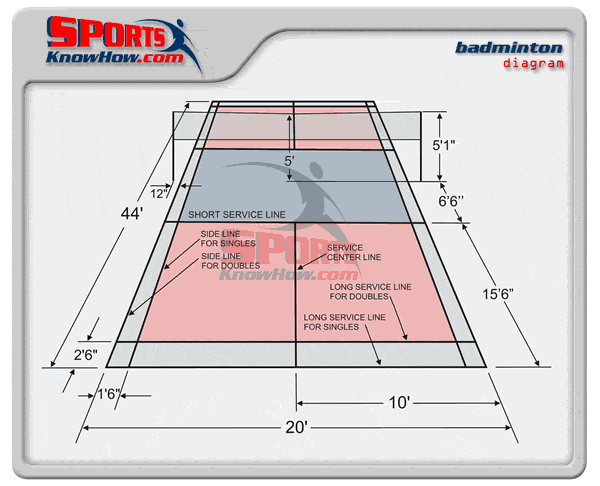 SPORTS
KnowHow.com
badminton
diagram
5'1"
5'
12"
6'6''
44'
SHORT SERVICE LINE
SIDE LINE
FOR SINGLES
SIDE LINE
FOR DOUBLES
SPORTS
KnowHow.com
SERVICE
CENTER LINE
LONG SERVICE LINE
FOR DOUBLES
15'6"
LONG SERVICE LINE
FOR SINGLES
2'6"
1'6"
10'
20'